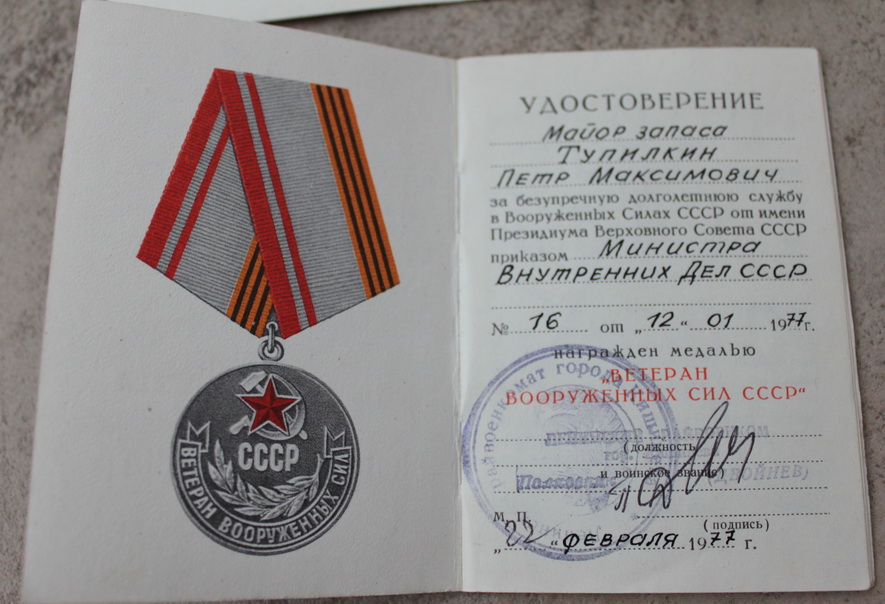 СССР
ВЕТЕРАН ВООРУЖЕННЫХ СИЛ
УДОСТОВЕРЕНИЕ
Майор запаса
Тупилкин
Петр Максимович
за безупречную долголетнюю службу
в Вооруженных Силах СССР от имени
Президиума Верховного Совета СССР
приказом Министра
Внутренних Дел СССР
№ 16 от „12“ 01 1977г.
награжден медалью
„ВЕТЕРАН
ВООРУЖЕННЫХ СИЛ СССР“
(должность
и воинское звание)
М. П.
(подпись)
„22“ февраля 1977 г.